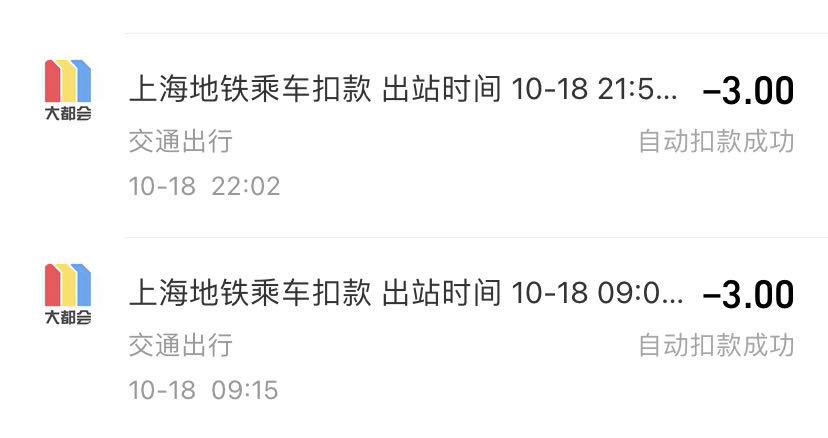 上海地铁乘车扣款 出站时间 10-18 21:5... -3.00
大都会
交通出行 自动扣款成功
10-18 22:02
上海地铁乘车扣款 出站时间 10-18 09:0... -3.00
大都会
交通出行 自动扣款成功
10-18 09:15